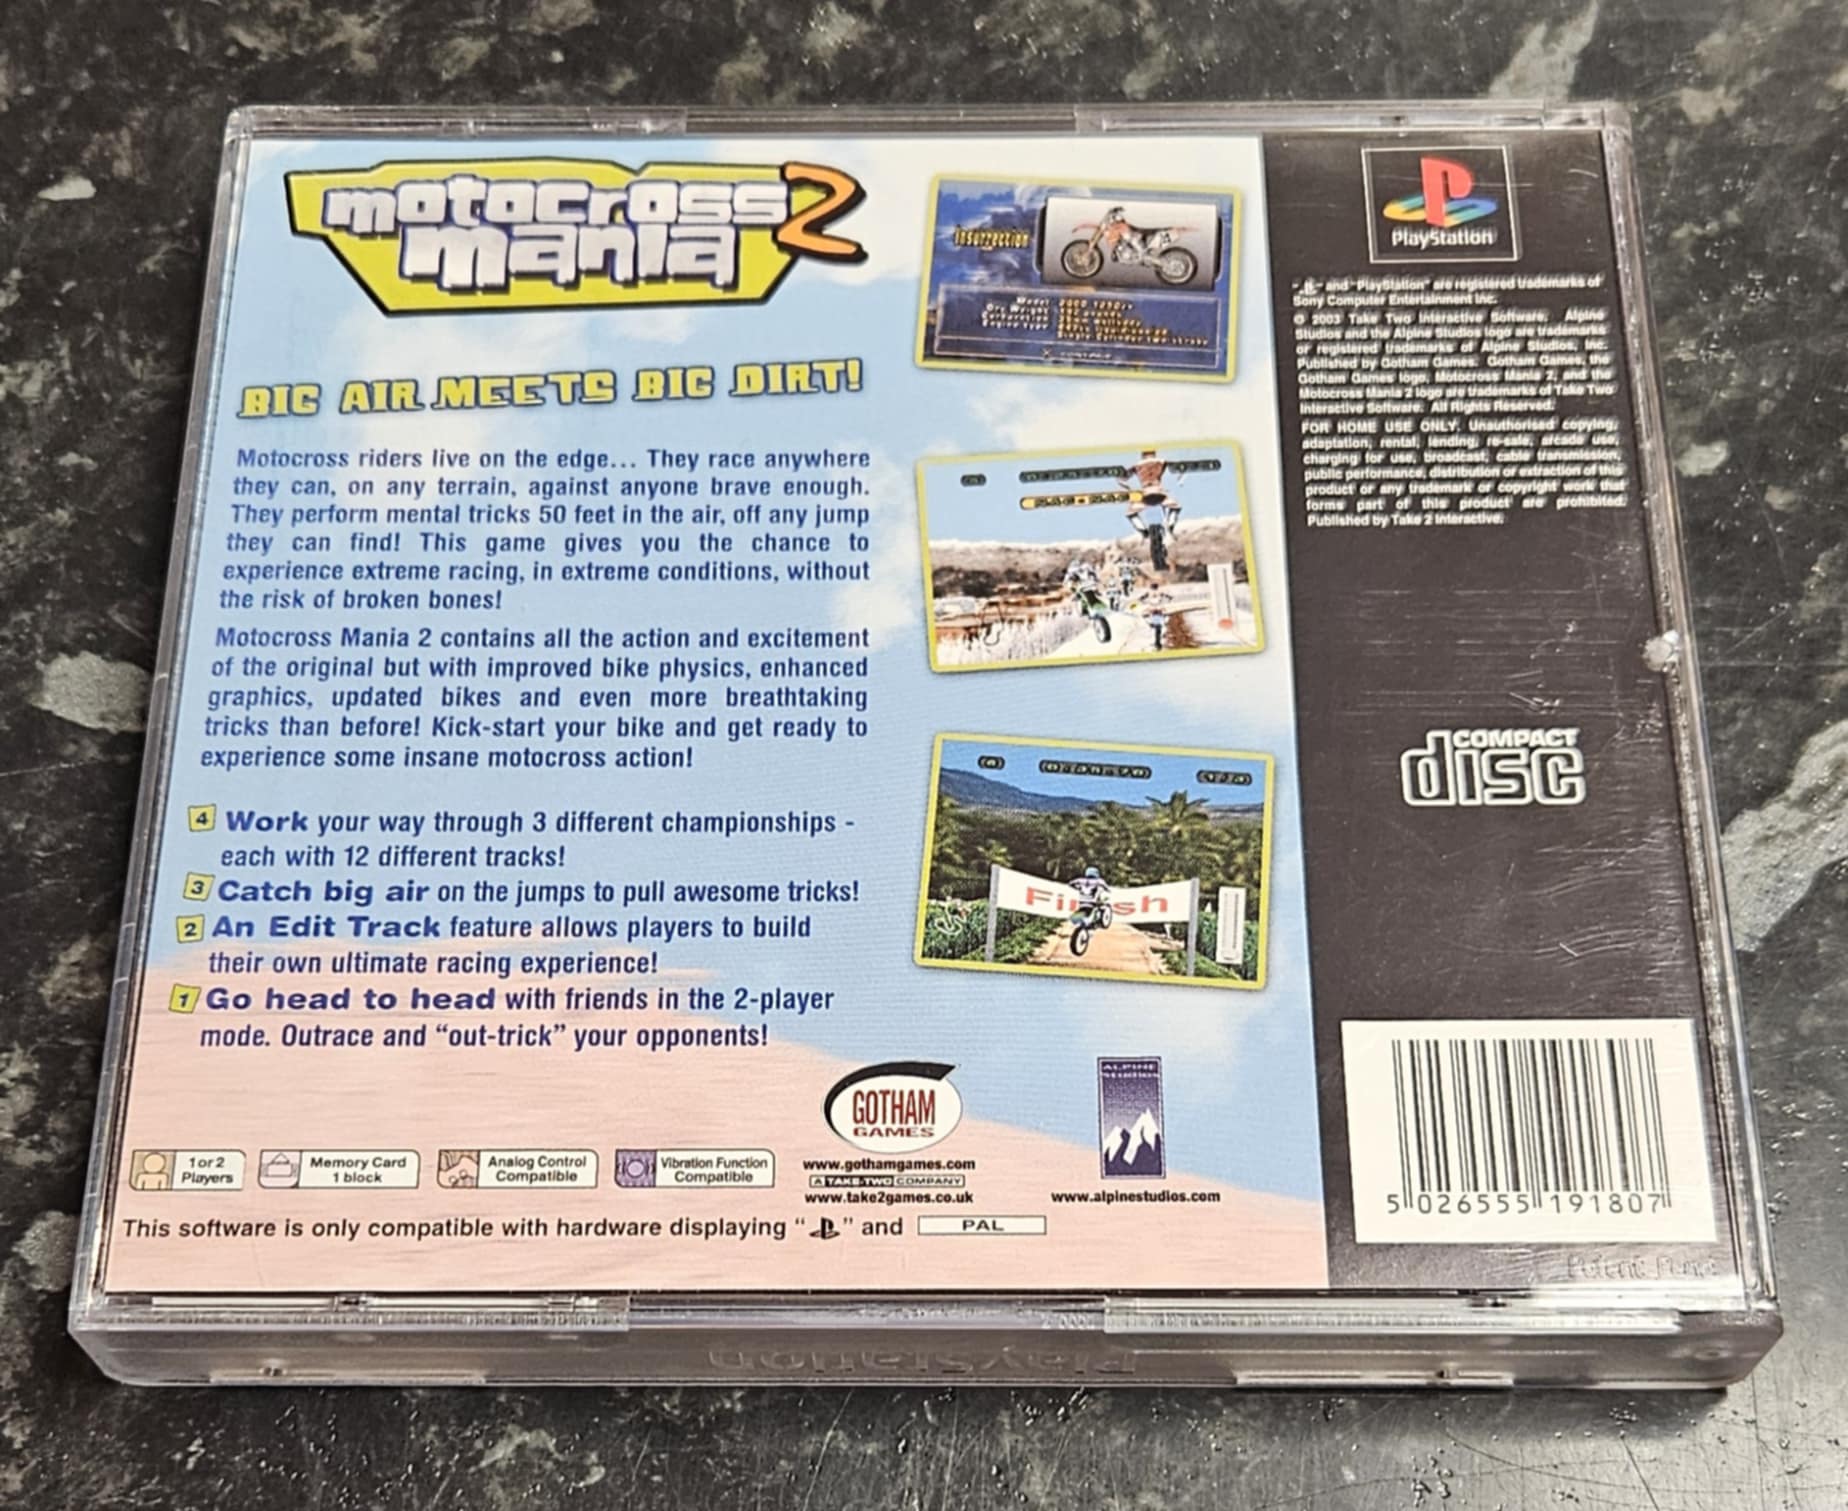 motocross 2
mania
BIG AIR MEETS BIG DIRT!
Motocross riders live on the edge... They race anywhere
they can, on any terrain, against anyone brave enough.
They perform mental tricks 50 feet in the air, off any jump
they can find! This game gives you the chance to
experience extreme racing, in extreme conditions, without
the risk of broken bones!
Motocross Mania 2 contains all the action and excitement
of the original but with improved bike physics, enhanced
graphics, updated bikes and even more breathtaking
tricks than before! Kick-start your bike and get ready to
experience some insane motocross action!
4 Work your way through 3 different championships -
each with 12 different tracks!
3 Catch big air on the jumps to pull awesome tricks!
2 An Edit Track feature allows players to build
their own ultimate racing experience!
1 Go head to head with friends in the 2-player
mode. Outrace and “out-trick” your opponents!
Insurrection
Model
Dry Weight
Engine Type
Finish
GOTHAM
GAMES
www.gothamgames.com
A TAKE-TWO COMPANY
www.take2games.co.uk
ALPINE
STUDIOS
www.alpinestudios.com
1 or 2
Players
Memory Card
1 block
Analog Control
Compatible
Vibration Function
Compatible
This software is only compatible with hardware displaying “ ” and PAL
PlayStation
" " and "PlayStation" are registered trademarks of
Sony Computer Entertainment Inc.
© 2003 Take Two Interactive Software. Alpine
Studios and the Alpine Studios logo are trademarks
or registered trademarks of Alpine Studios, Inc.
Published by Gotham Games. Gotham Games, the
Gotham Games logo, Motocross Mania 2, and the
Motocross Mania 2 logo are trademarks of Take Two
Interactive Software. All Rights Reserved.
FOR HOME USE ONLY. Unauthorised copying,
adaptation, rental, lending, re-sale, arcade use,
charging for use, broadcast, cable transmission,
public performance, distribution or extraction of this
product or any trademark or copyright work that
forms part of this product are prohibited.
Published by Take 2 Interactive.
COMPACT
disc
5 026555 191807
PlayStation